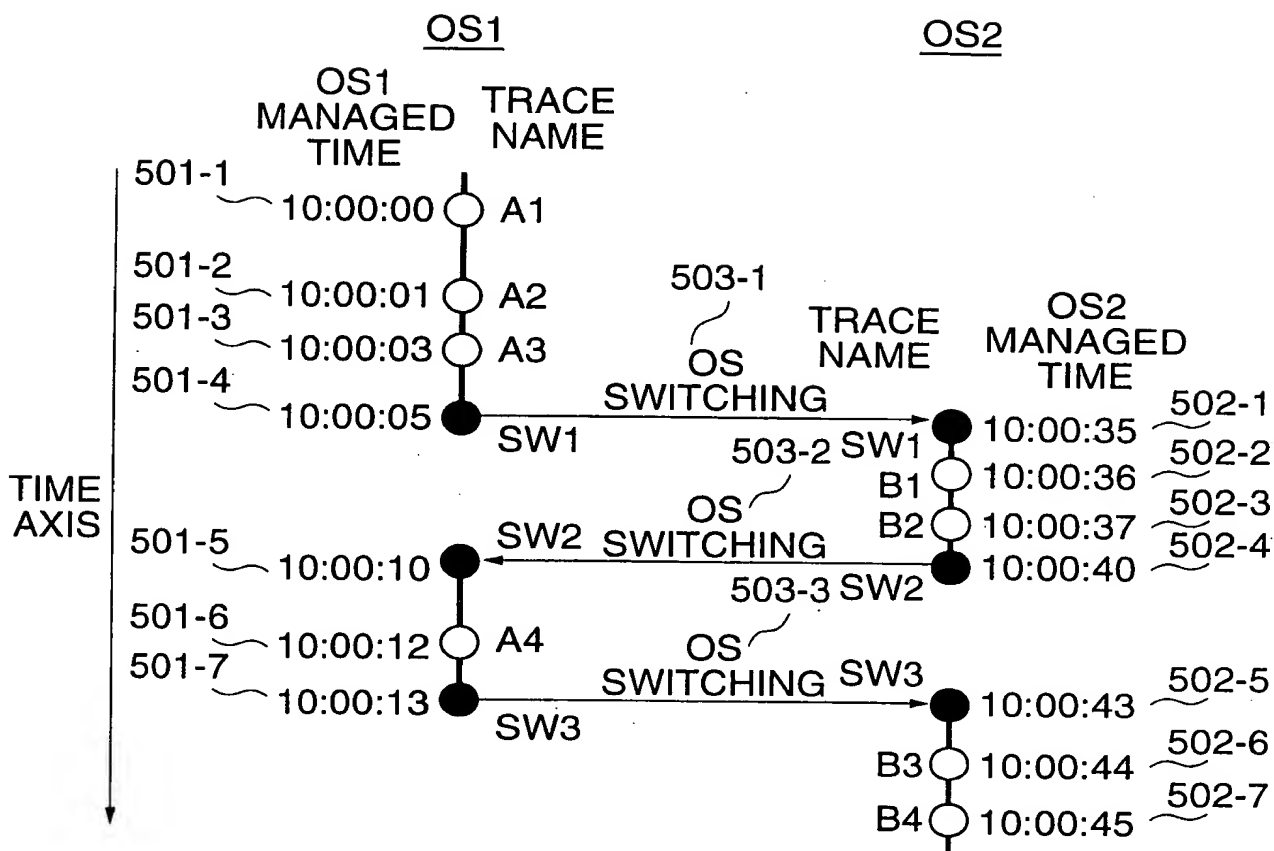 OS1
OS2
OS1
MANAGED
TIME
TRACE
NAME
501-1
10:00:00
A1
501-2
10:00:01
A2
501-3
10:00:03
A3
501-4
10:00:05
SW1
503-1
OS
SWITCHING
TRACE
NAME
OS2
MANAGED
TIME
SW1
10:00:35
502-1
B1
10:00:36
502-2
B2
10:00:37
502-3
SW2
10:00:40
502-4
503-2
OS
SWITCHING
TIME
AXIS
501-5
SW2
10:00:10
501-6
10:00:12
A4
501-7
10:00:13
SW3
503-3
OS
SWITCHING
SW3
10:00:43
502-5
B3
10:00:44
502-6
B4
10:00:45
502-7